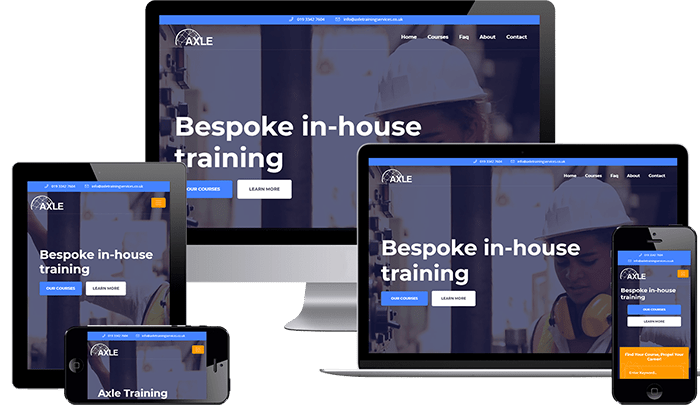 019 3342 7604 info@axletrainingservices.co.uk
AXLE
Home Courses Faq About Contact
Bespoke in-house
training
OUR COURSES LEARN MORE
019 3342 7604 info@axletrainingservices.co.uk
AXLE
Bespoke in-house
training
OUR COURSES LEARN MORE
019 3342 7604 info@axletrainingservices.co.uk
AXLE
Axle Training
019 3342 7604 info@axletrainingservices.co.uk
AXLE
Home Courses Faq About Contact
Bespoke in-house
training
OUR COURSES LEARN MORE
019 3342 7604
info@axletrainingservices.co.uk
AXLE
Bespoke in-house
training
OUR COURSES
LEARN MORE
Find Your Course, Propel Your
Career!
Enter Keyword..